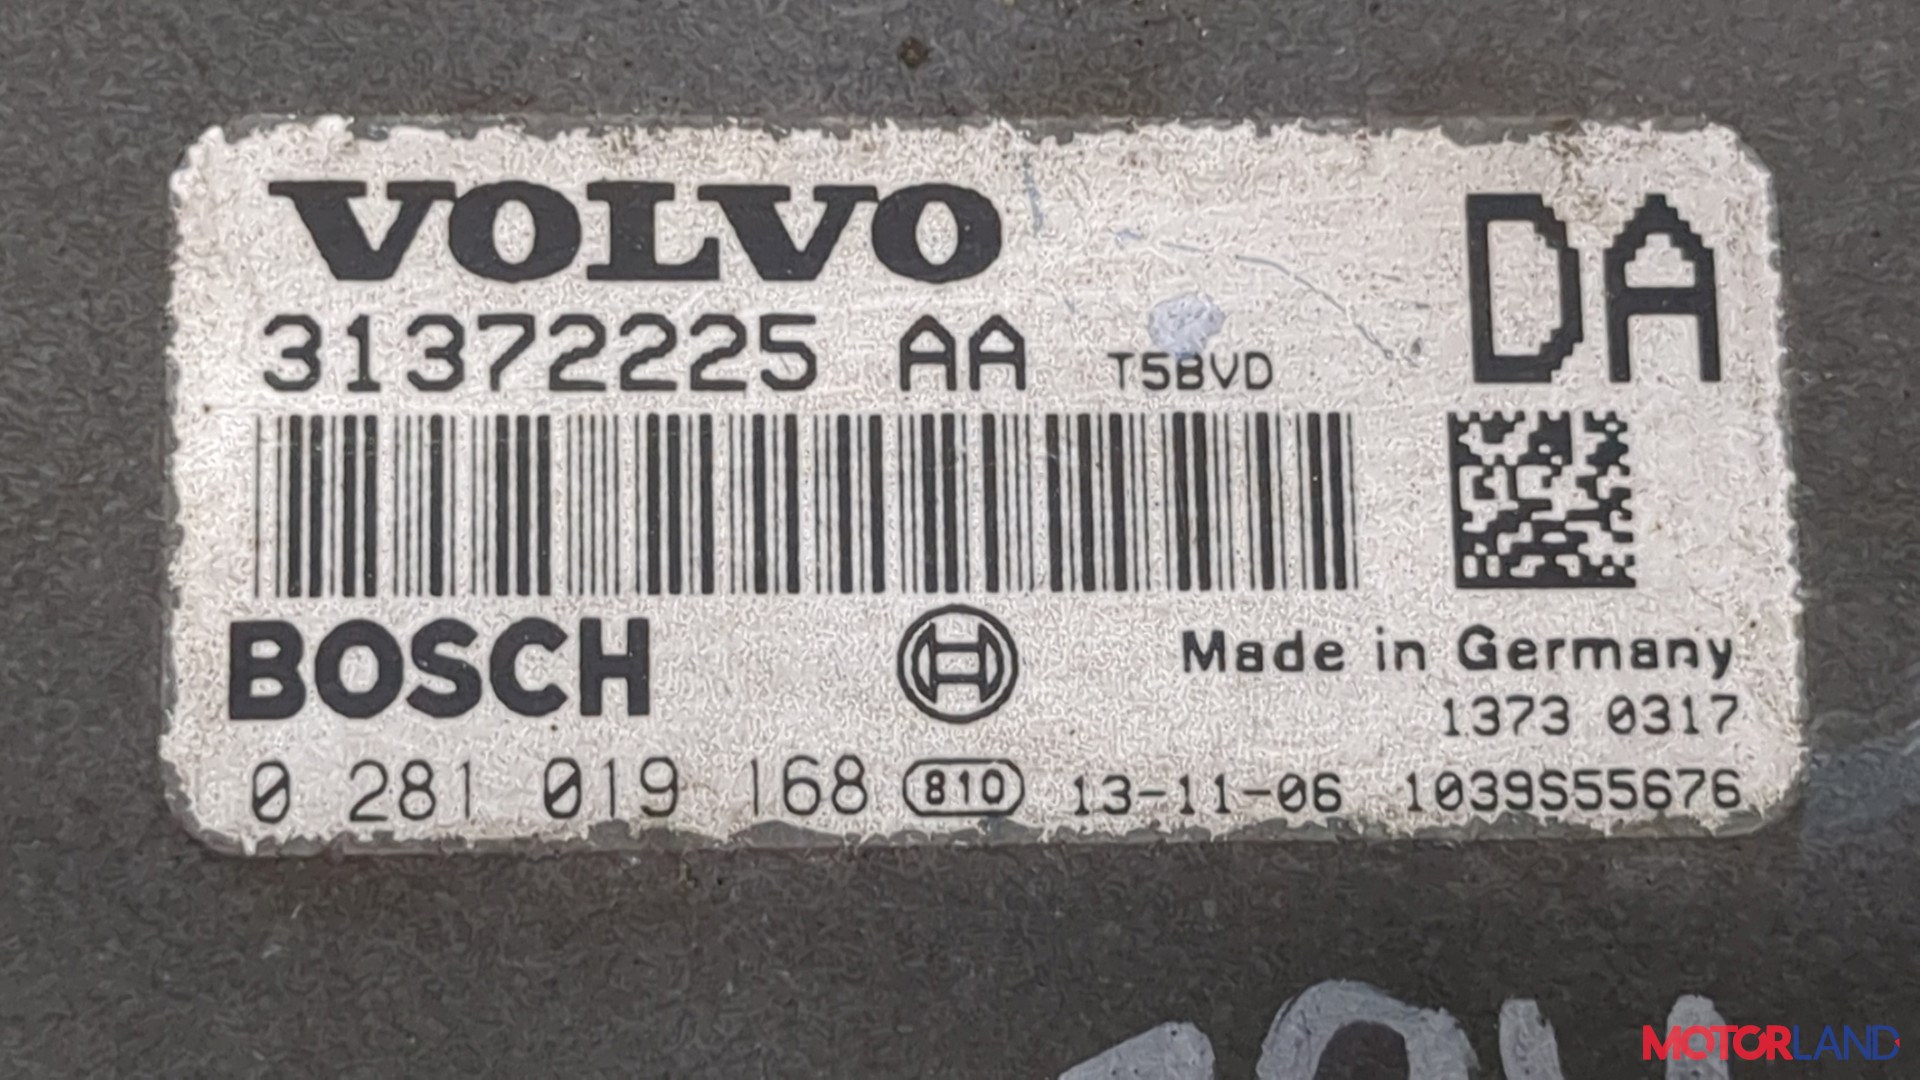 VOLVO
DA
31372225 AA T5BVD
BOSCH
Made in Germany
1373 0317
0 281 019 168 810 13-11-06 1039S55676
MOTORLAND